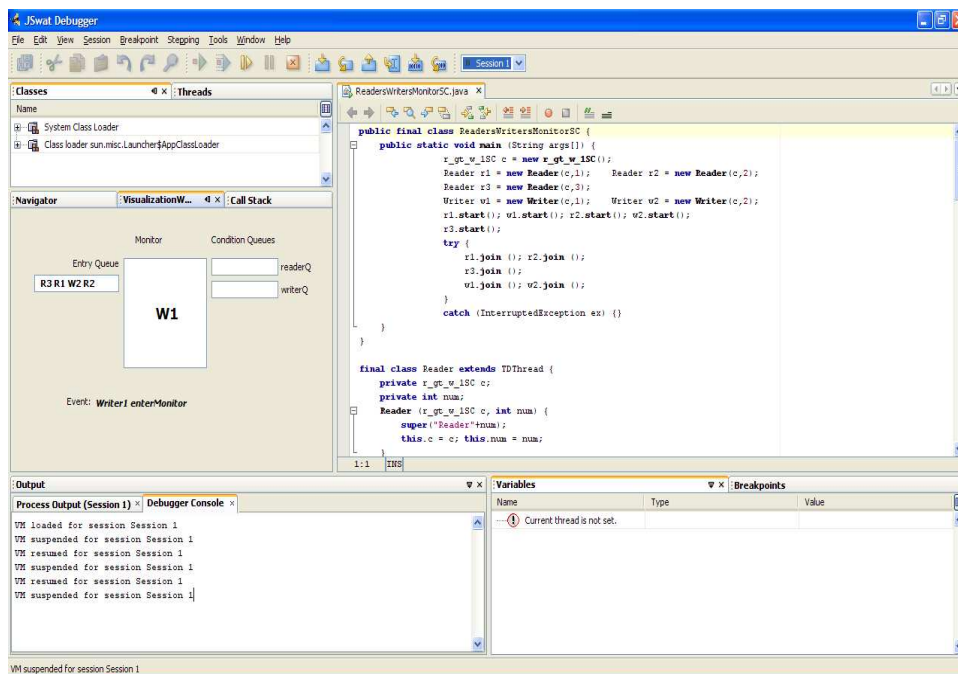 JSwat Debugger
File Edit View Session Breakpoint Stepping Tools Window Help
Session 1
Classes
Threads
Name
System Class Loader
Class loader sun.misc.Launcher$AppClassLoader
Navigator
VisualizationW...
Call Stack
Monitor
Condition Queues
Entry Queue
readerQ
R3 R1 W2 R2
writerQ
W1
Event: Writer1 enterMonitor
ReadersWritersMonitorSC.java
public final class ReadersWritersMonitorSC {
public static void main (String args[]) {
r_gt_w_1SC c = new r_gt_w_1SC();
Reader r1 = new Reader(c,1); Reader r2 = new Reader(c,2);
Reader r3 = new Reader(c,3);
Writer w1 = new Writer(c,1); Writer w2 = new Writer(c,2);
r1.start(); w1.start(); r2.start(); w2.start();
r3.start();
try {
r1.join (); r2.join ();
r3.join ();
w1.join (); w2.join ();
}
catch (InterruptedException ex) {}
}
}
final class Reader extends TDThread {
private r_gt_w_1SC c;
private int num;
Reader (r_gt_w_1SC c, int num) {
super("Reader"+num);
this.c = c; this.num = num;
}
1:1 INS
Output
Process Output (Session 1)
Debugger Console
VM loaded for session Session 1
VM suspended for session Session 1
VM resumed for session Session 1
VM suspended for session Session 1
VM resumed for session Session 1
VM suspended for session Session 1
Variables
Breakpoints
Name Type Value
Current thread is not set.
VM suspended for session Session 1